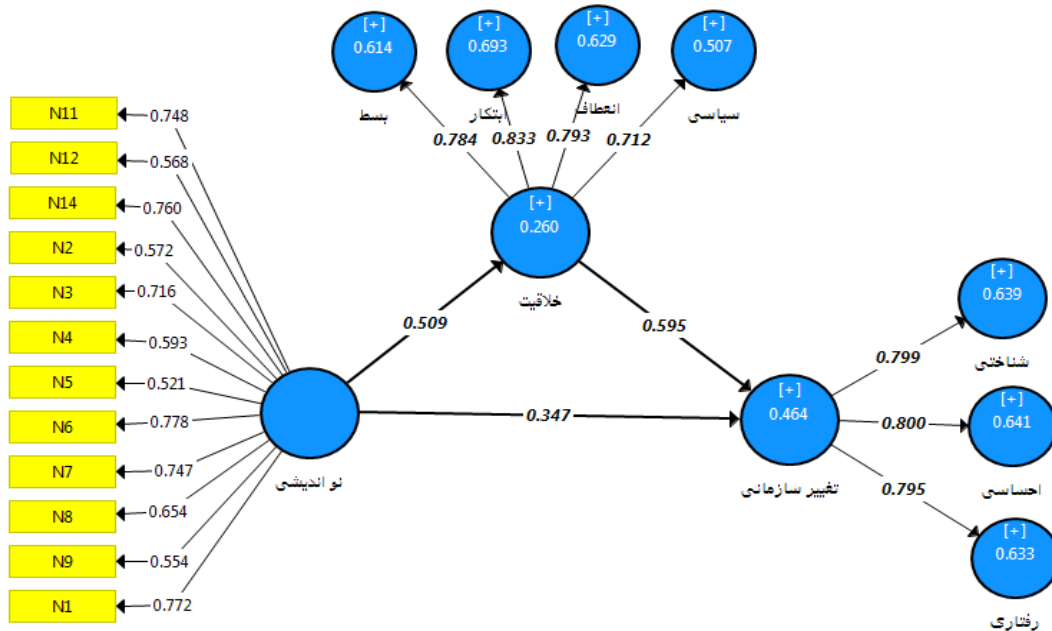 [+]
0.614
[+]
0.693
[+]
0.629
[+]
0.507
بسط
ابتکار
انعطاف
سیاسی
0.784
0.833
0.793
0.712
N11
0.748
N12
0.568
N14
0.760
N2
0.572
N3
0.716
N4
0.593
N5
0.521
N6
0.778
N7
0.747
N8
0.654
N9
0.554
N1
0.772
نو اندیشی
[+]
0.260
خلاقیت
0.509
0.595
0.347
[+]
0.464
تغییر سازمانی
0.799
0.800
0.795
[+]
0.639
شناختی
[+]
0.641
احساسی
[+]
0.633
رفتاری